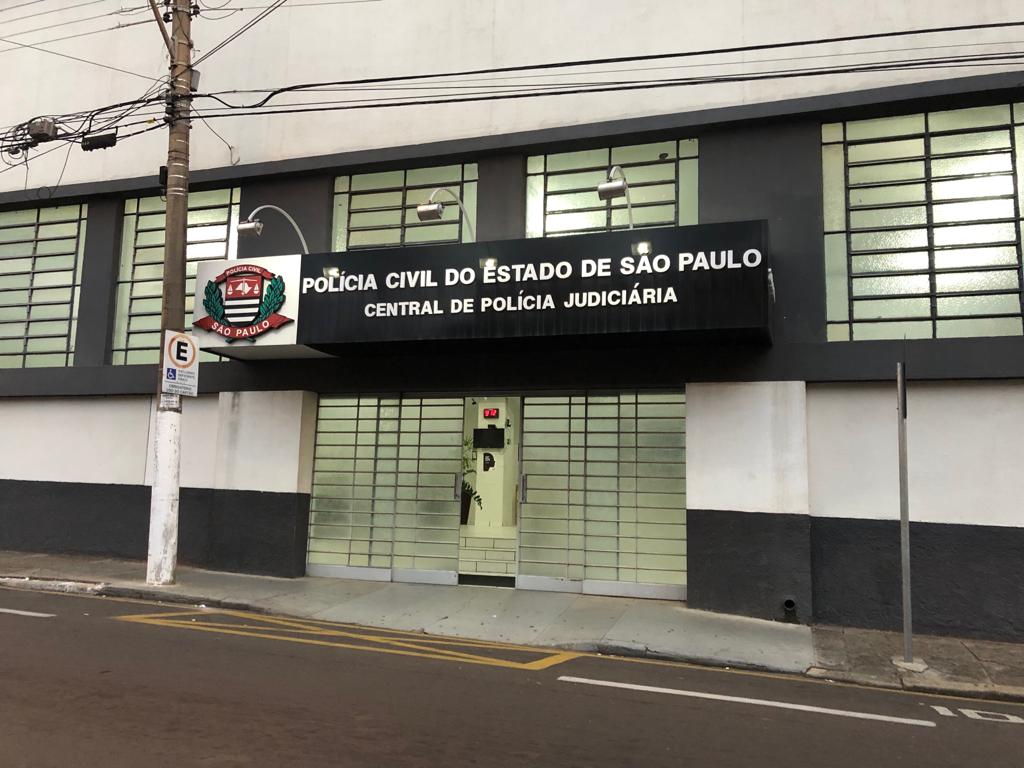 POLÍCIA CIVIL DO ESTADO DE SÃO PAULO
CENTRAL DE POLÍCIA JUDICIÁRIA
POLÍCIA CIVIL
SÃO PAULO
E